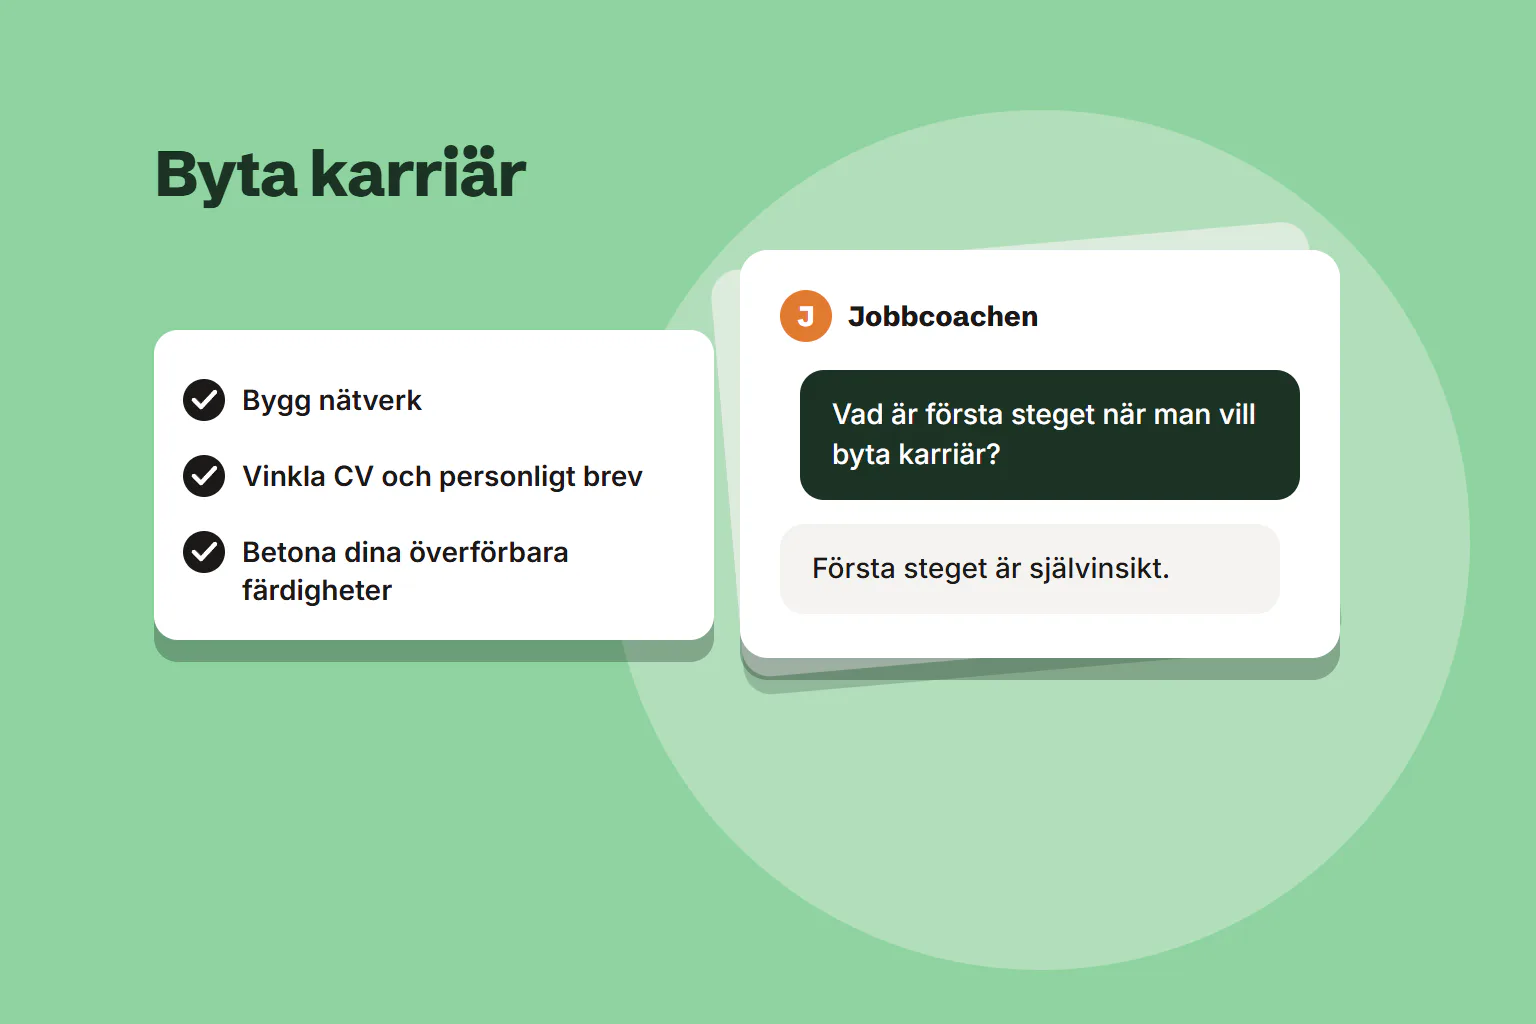 Byta karriär
Bygg nätverk
Vinkla CV och personligt brev
Betona dina överförbara
färdigheter
J
Jobbcoachen
Vad är första steget när man vill
byta karriär?
Första steget är självinsikt.